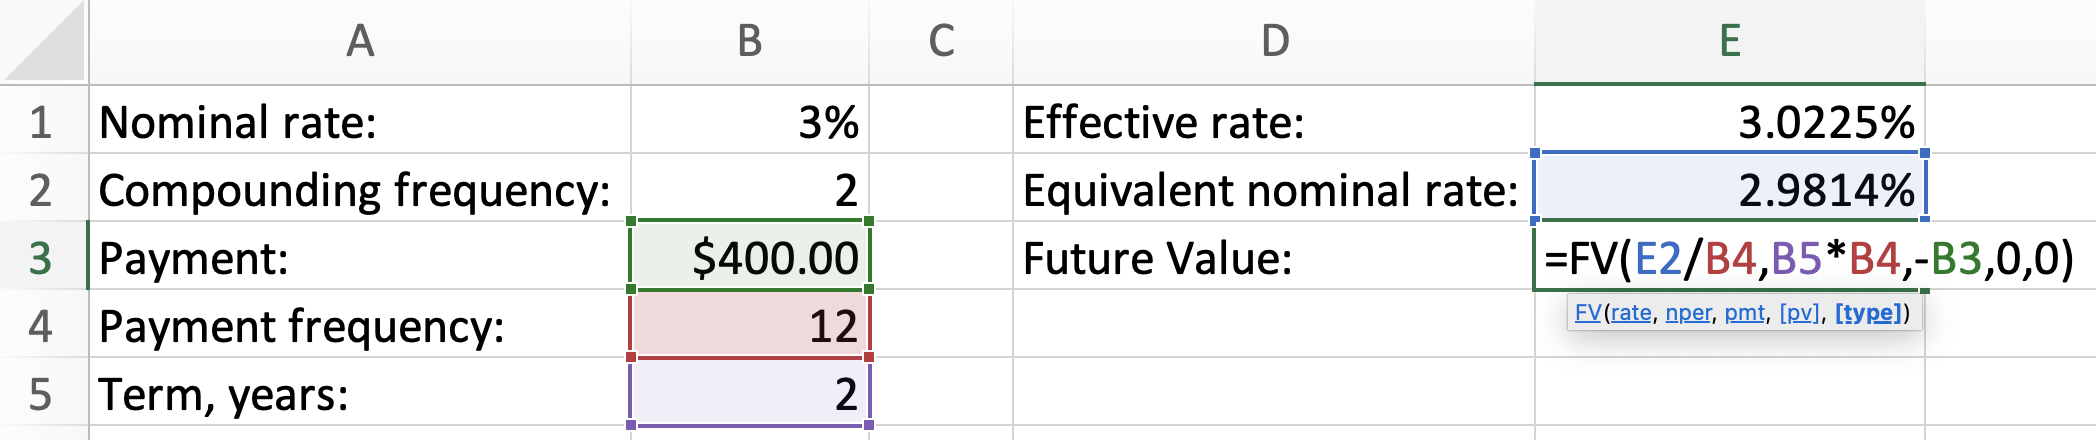 A B C D E
1 Nominal rate: 3% Effective rate: 3.0225%
2 Compounding frequency: 2 Equivalent nominal rate: 2.9814%
3 Payment: $400.00 Future Value: =FV(E2/B4,B5*B4,-B3,0,0)
FV(rate, nper, pmt, [pv], [type])
4 Payment frequency: 12
5 Term, years: 2